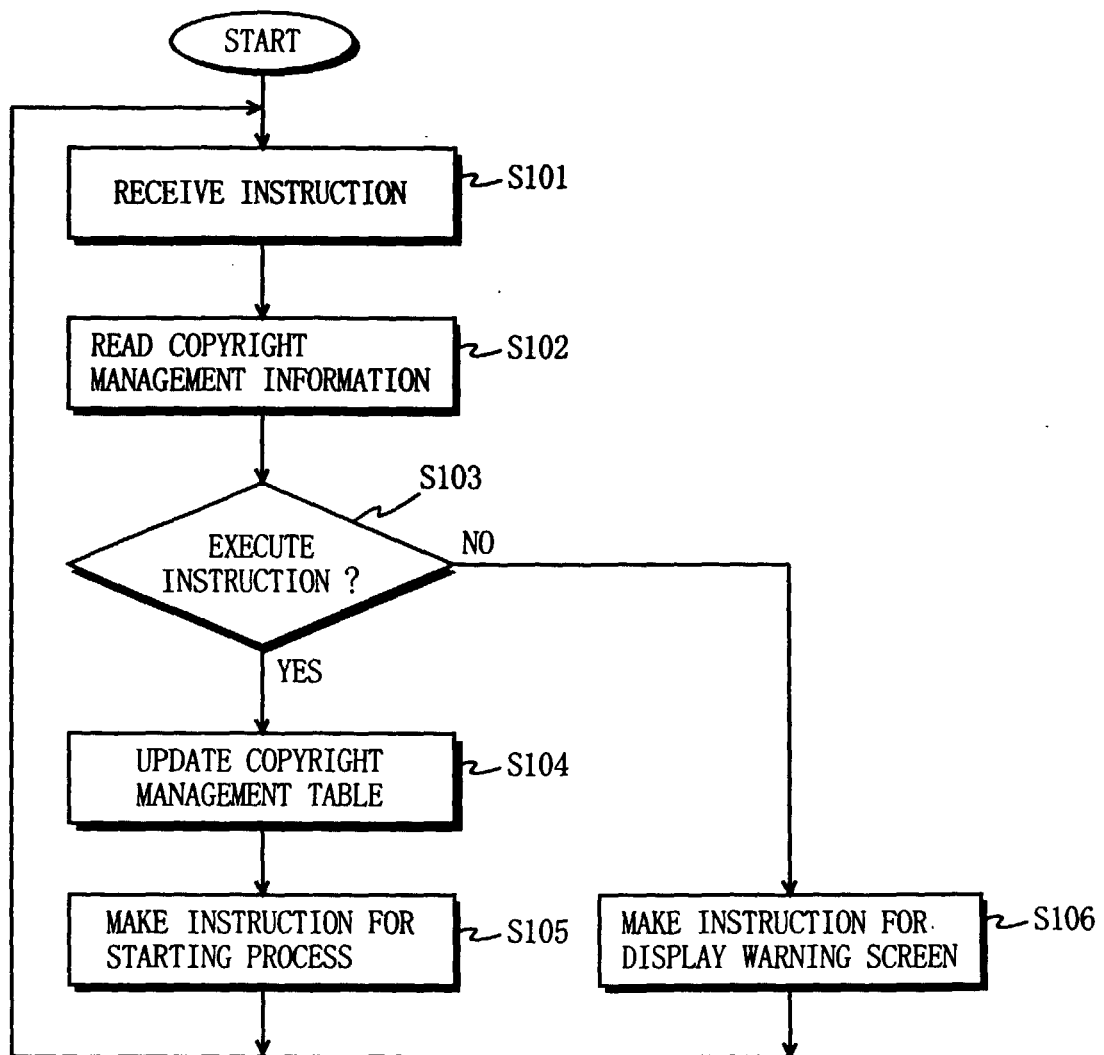 START
RECEIVE INSTRUCTION
S101
READ COPYRIGHT
MANAGEMENT INFORMATION
S102
S103
EXECUTE
INSTRUCTION ?
NO
YES
UPDATE COPYRIGHT
MANAGEMENT TABLE
S104
MAKE INSTRUCTION FOR
STARTING PROCESS
S105
MAKE INSTRUCTION FOR
DISPLAY WARNING SCREEN
S106